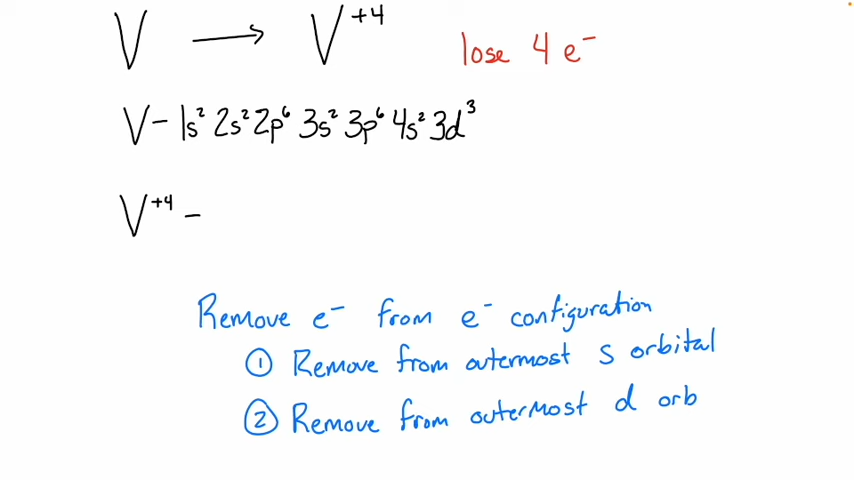 V → V⁺⁴ lose 4 e⁻
V – 1s² 2s² 2p⁶ 3s² 3p⁶ 4s² 3d³
V⁺⁴ –
Remove e⁻ from e⁻ configuration
① Remove from outermost s orbital
② Remove from outermost d orb